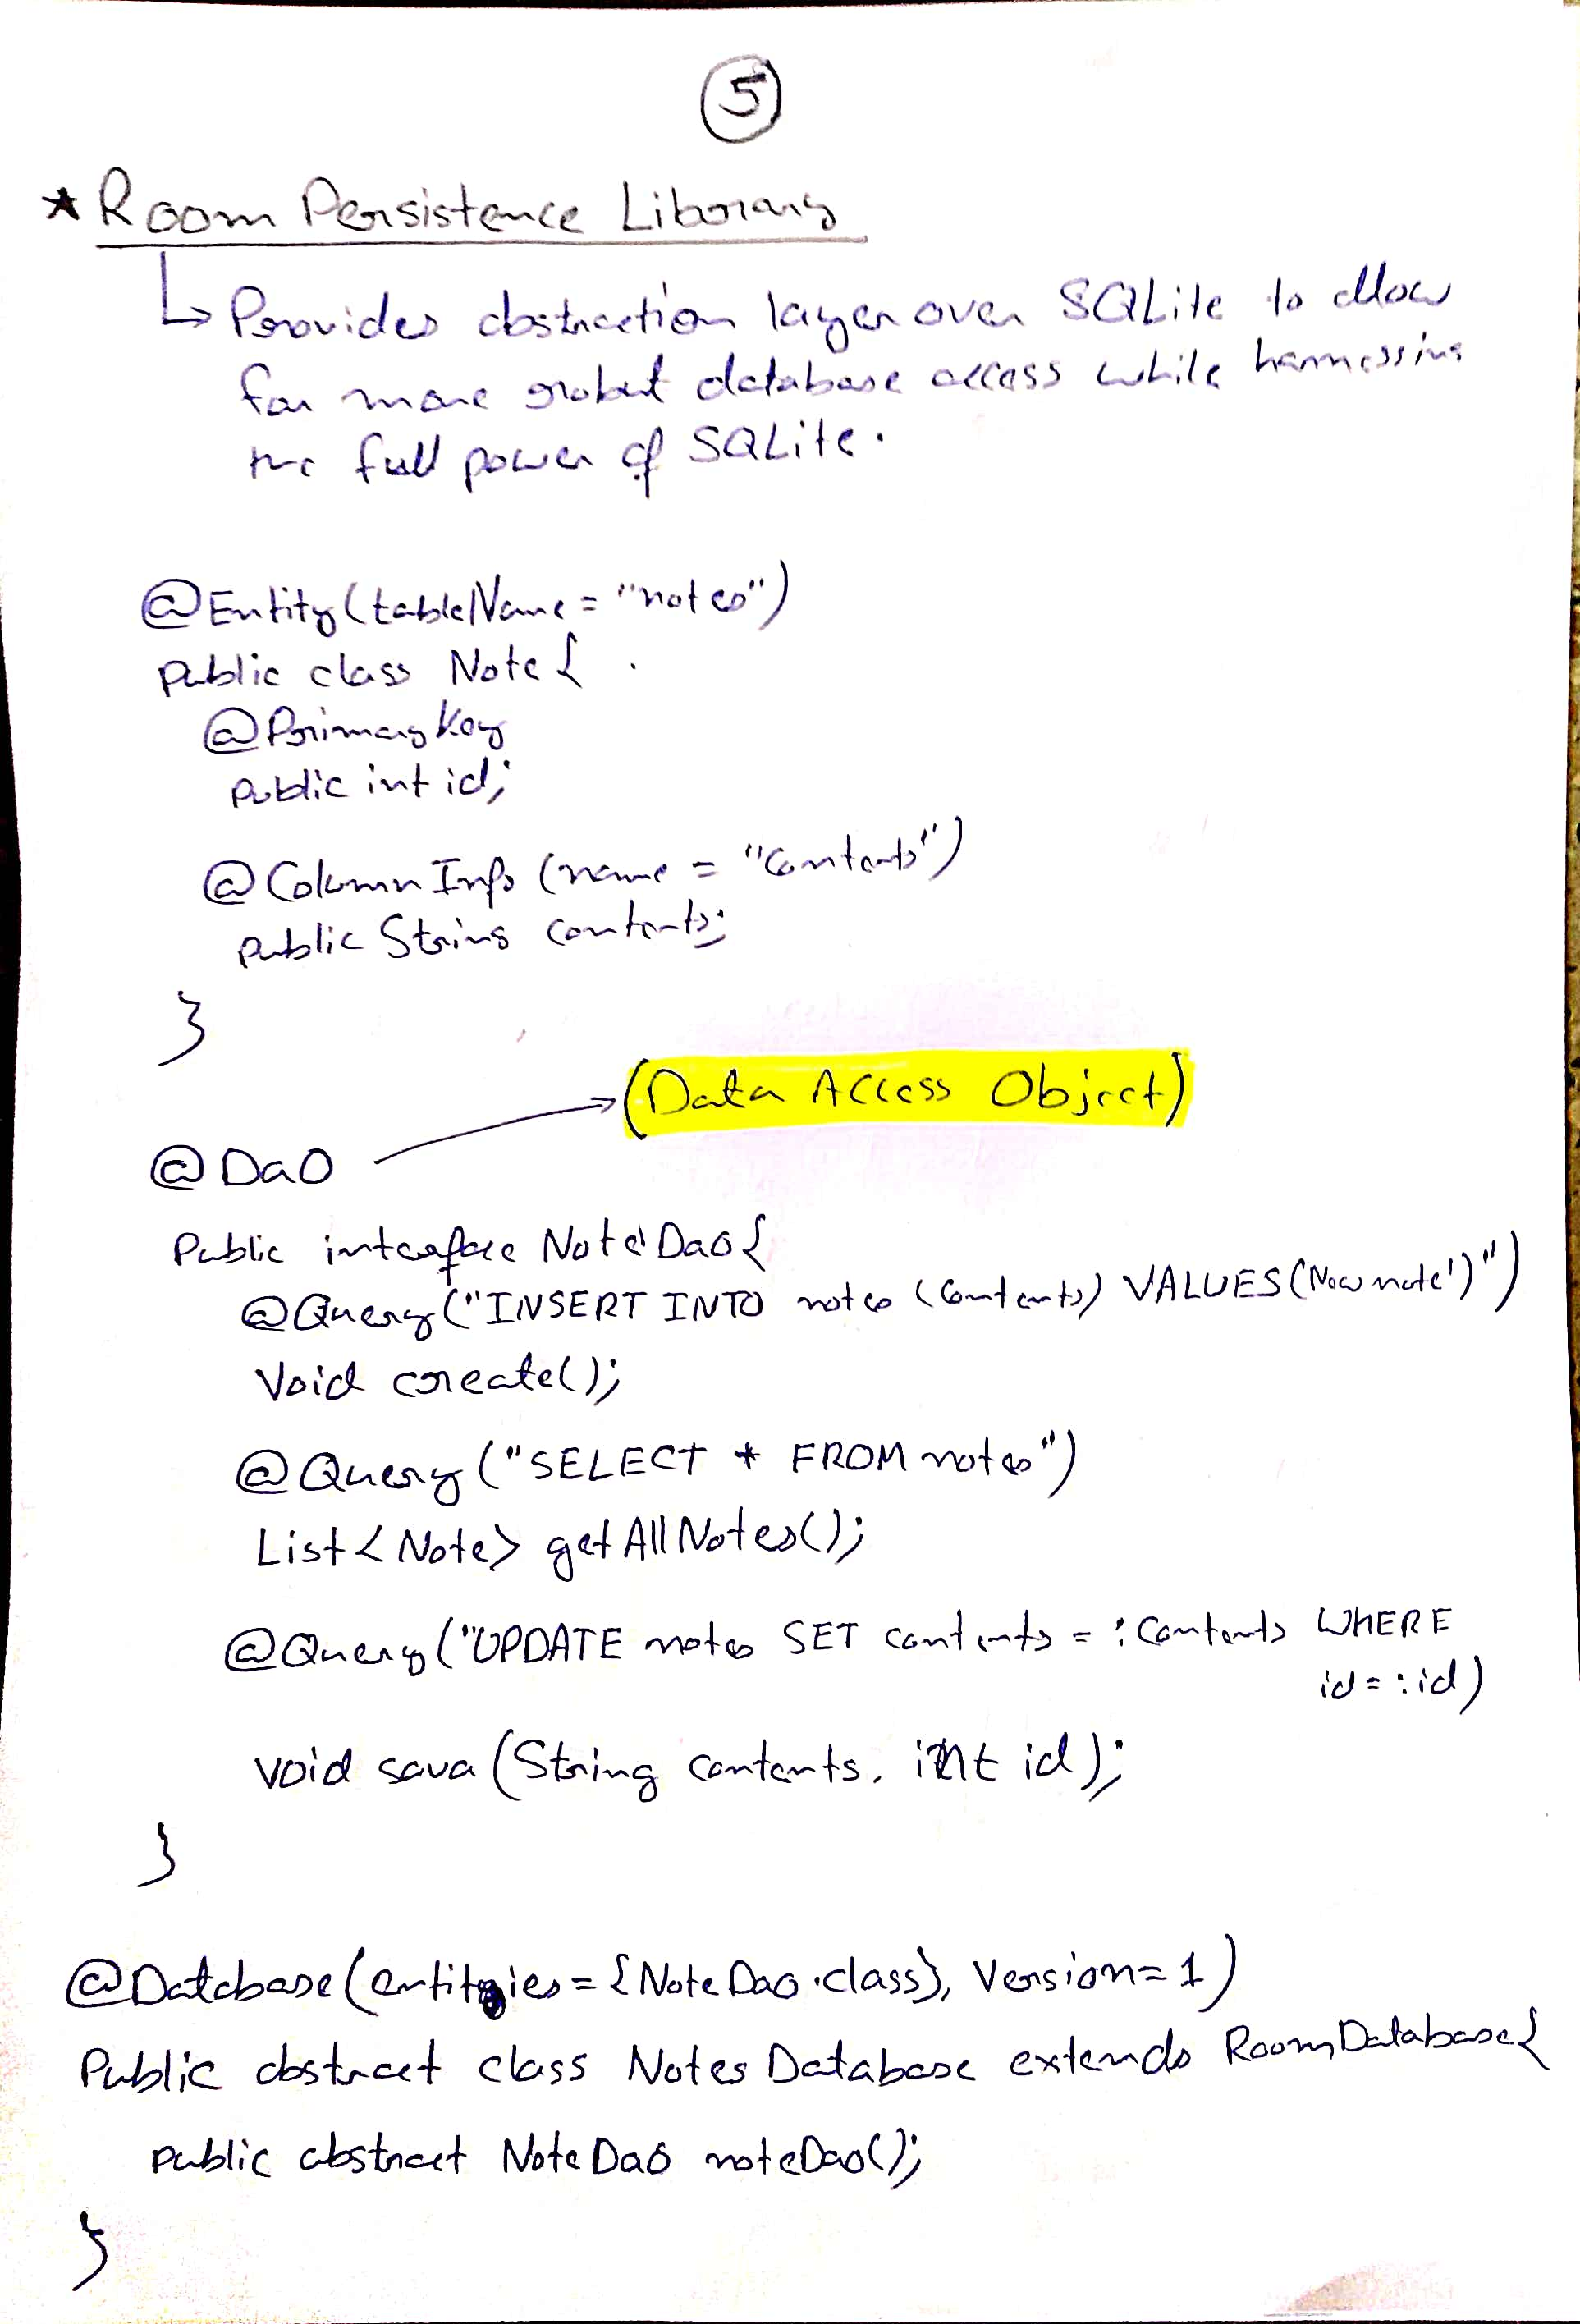 5
* Room Persistence Library
↳ Provides abstraction layer over SQLite to allow
for more robust database access while harnessing
the full power of SQLite.
@Entity(tableName = "notes")
public class Note {
@PrimaryKey
public int id;
@ColumnInfo (name = "contents")
public String contents;
}
→ (Data Access Object)
@DaO
Public interface NoteDao {
@Query("INSERT INTO notes (contents) VALUES (New note')")
Void create();
@Query ("SELECT * FROM notes")
List<Note> getAllNotes();
@Query("UPDATE notes SET contents = :contents WHERE
id = :id)
void sava (String contents, int id);
}
@Database(entities = {NoteDao.class}, Version=1)
Public abstract class NotesDatabase extends RoomDatabase{
public abstract NoteDao noteDao();
}